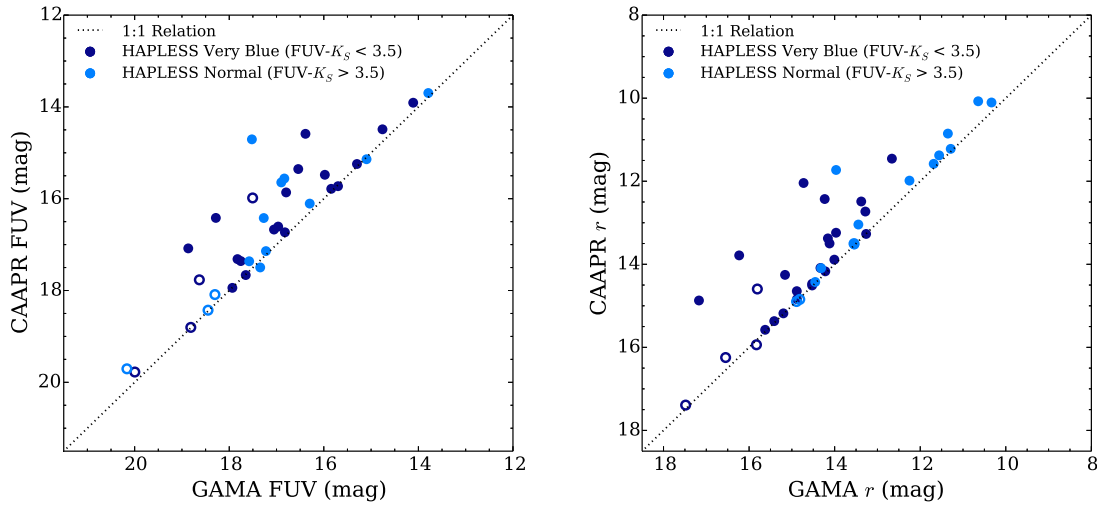 1:1 Relation
HAPLESS Very Blue (FUV-K_S < 3.5)
HAPLESS Normal (FUV-K_S > 3.5)
12
14
16
18
20
CAAPR FUV (mag)
20
18
16
14
12
GAMA FUV (mag)
1:1 Relation
HAPLESS Very Blue (FUV-K_S < 3.5)
HAPLESS Normal (FUV-K_S > 3.5)
8
10
12
14
16
18
CAAPR r (mag)
18
16
14
12
10
8
GAMA r (mag)